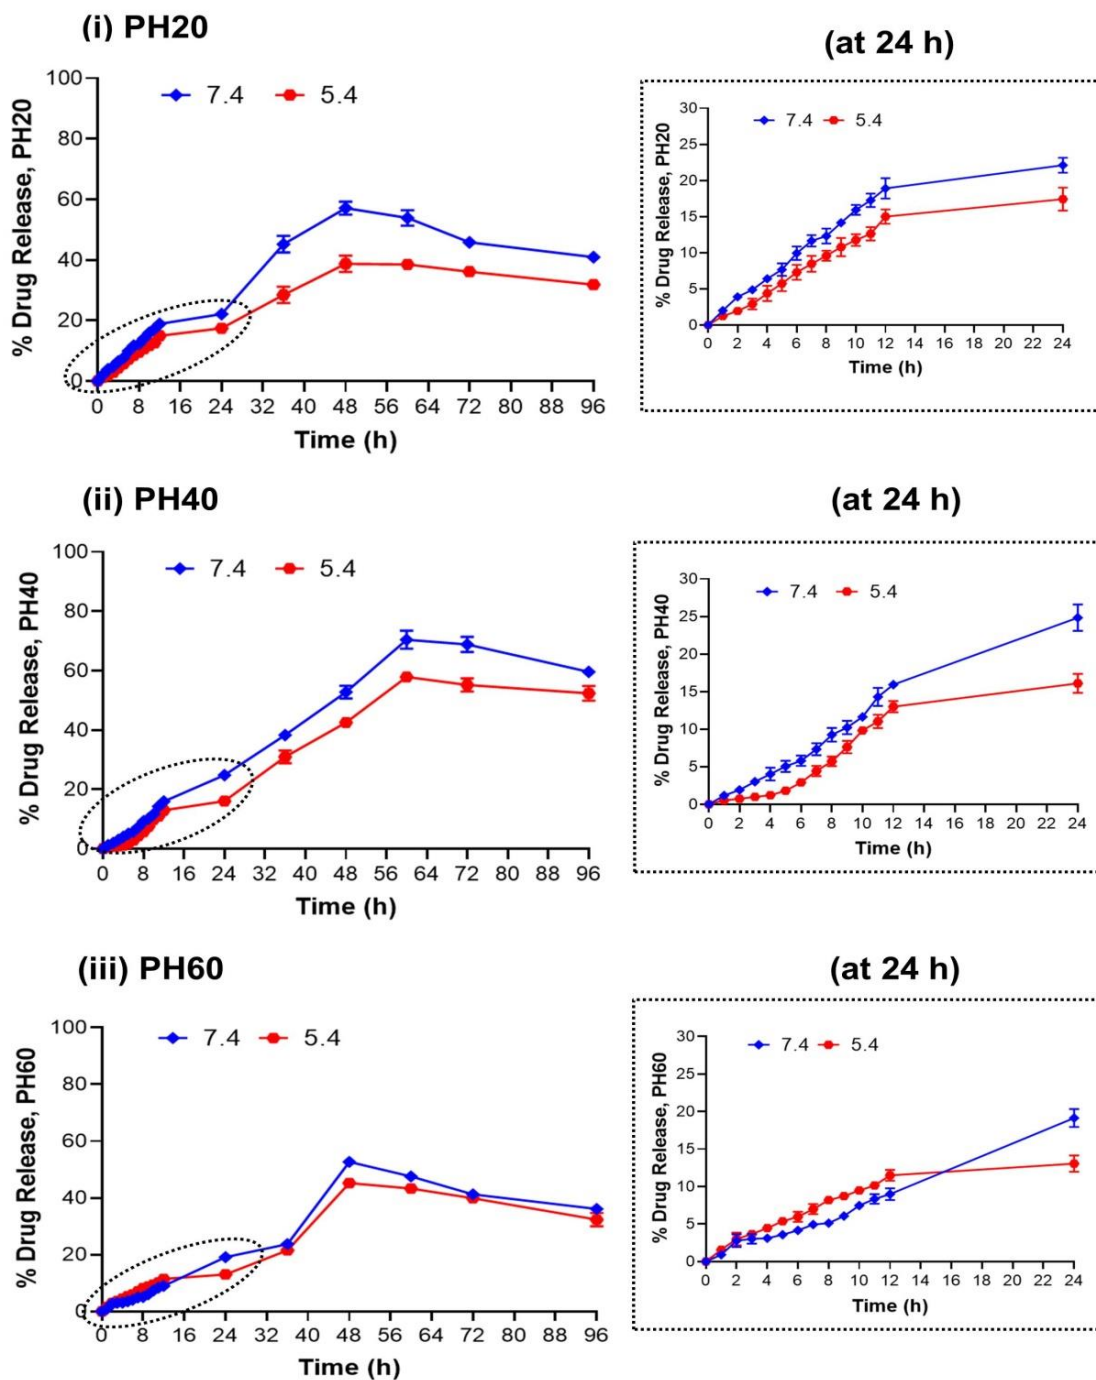 (i) PH20
(at 24 h)
7.4 5.4
% Drug Release, PH20
100
80
60
40
20
0
0 8 16 24 32 40 48 56 64 72 80 88 96
Time (h)
7.4 5.4
% Drug Release, PH20
30
25
20
15
10
5
0
0 2 4 6 8 10 12 14 16 18 20 22 24
Time (h)
(ii) PH40
(at 24 h)
7.4 5.4
% Drug Release, PH40
100
80
60
40
20
0
0 8 16 24 32 40 48 56 64 72 80 88 96
Time (h)
7.4 5.4
% Drug Release, PH40
30
25
20
15
10
5
0
0 2 4 6 8 10 12 14 16 18 20 22 24
Time (h)
(iii) PH60
(at 24 h)
7.4 5.4
% Drug Release, PH60
100
80
60
40
20
0
0 8 16 24 32 40 48 56 64 72 80 88 96
Time (h)
7.4 5.4
% Drug Release, PH60
30
25
20
15
10
5
0
0 2 4 6 8 10 12 14 16 18 20 22 24
Time (h)